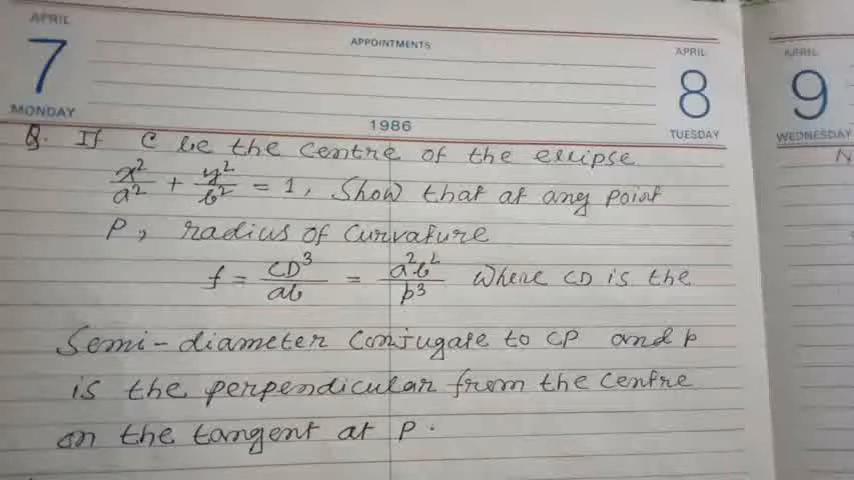 APRIL
7
MONDAY
APPOINTMENTS
1986
APRIL
8
TUESDAY
APRIL
9
WEDNESDAY
N
Q. If C be the centre of the ellipse
x²/a² + y²/b² = 1, Show that at any point
P, radius of curvature
f = CD³/ab = a²b²/p³ where CD is the
Semi-diameter conjugate to CP and p
is the perpendicular from the centre
on the tangent at P.